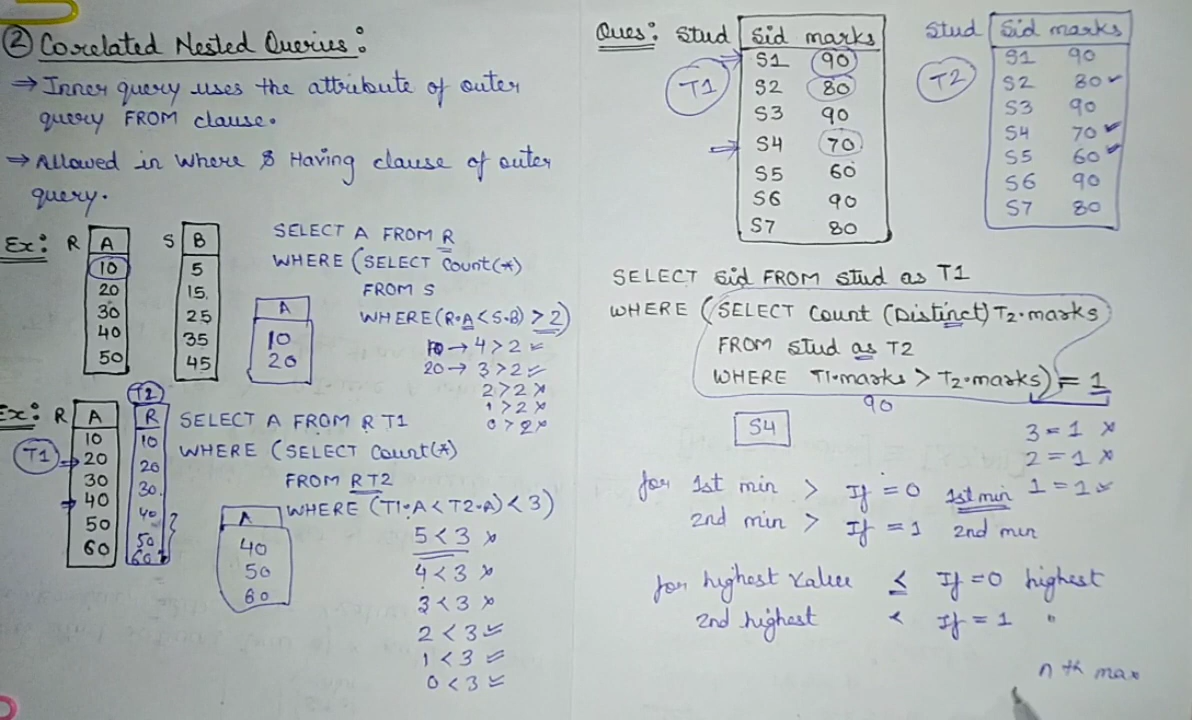 ② Corelated Nested Queries :
→ Inner query uses the attribute of outer
query FROM clause.
⇒ Allowed in Where & Having clause of outer
query.
Ex: R A S B
10 5
20 15.
30 25
40 35
50 45
SELECT A FROM R
WHERE (SELECT Count(*)
FROM S
WHERE (R.A < S.B) > 2)
A
10
20
10 → 4 > 2 ✓
20 → 3 > 2 ✓
2 > 2 ×
1 > 2 ×
0 > 2 ×
Ex: R A
T1
10
20
30
40
50
60
T2
R
10
20
30.
40
50
60
SELECT A FROM R T1
WHERE (SELECT Count(*)
FROM R T2
WHERE (T1.A < T2.A) < 3)
A
40
50
60
5 < 3 ×
4 < 3 ×
3 < 3 ×
2 < 3 ✓
1 < 3 ✓
0 < 3 ✓
Ques: Stud Sid marks
T1
S1 90
S2 80
S3 90
S4 70
S5 60
S6 90
S7 80
Stud Sid marks
T2
S1 90
S2 80 ✓
S3 90
S4 70 ✓
S5 60 ✓
S6 90
S7 80
SELECT Sid FROM Stud as T1
WHERE (SELECT Count (Distinct) T2.marks
FROM Stud as T2
WHERE T1.marks > T2.marks) = 1
90
S4
3 = 1 ×
2 = 1 ×
1 = 1 ✓
for 1st min > If = 0 1st min
2nd min > If = 1 2nd min
for highest value < If = 0 highest
2nd highest < If = 1 "
nth max